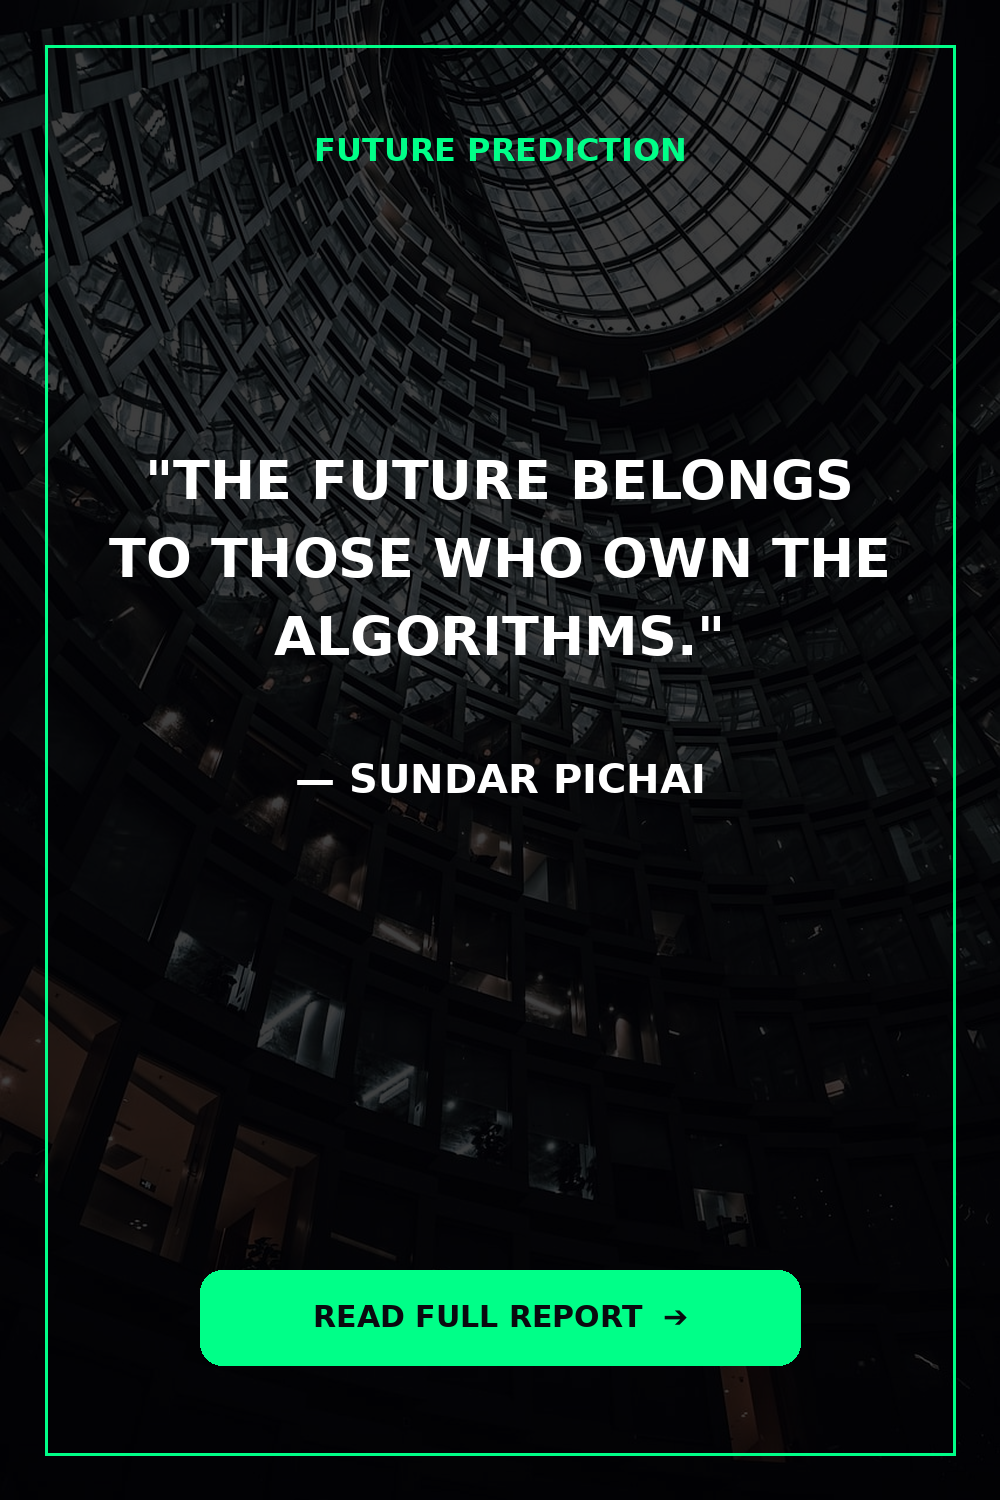 FUTURE PREDICTION
"THE FUTURE BELONGS
TO THOSE WHO OWN THE
ALGORITHMS."
— SUNDAR PICHAI
READ FULL REPORT ➔